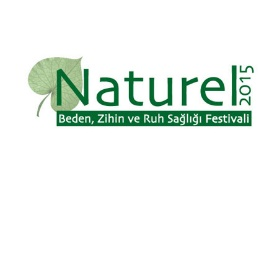 Naturel 2015
Beden, Zihin ve Ruh Sağlığı Festivali